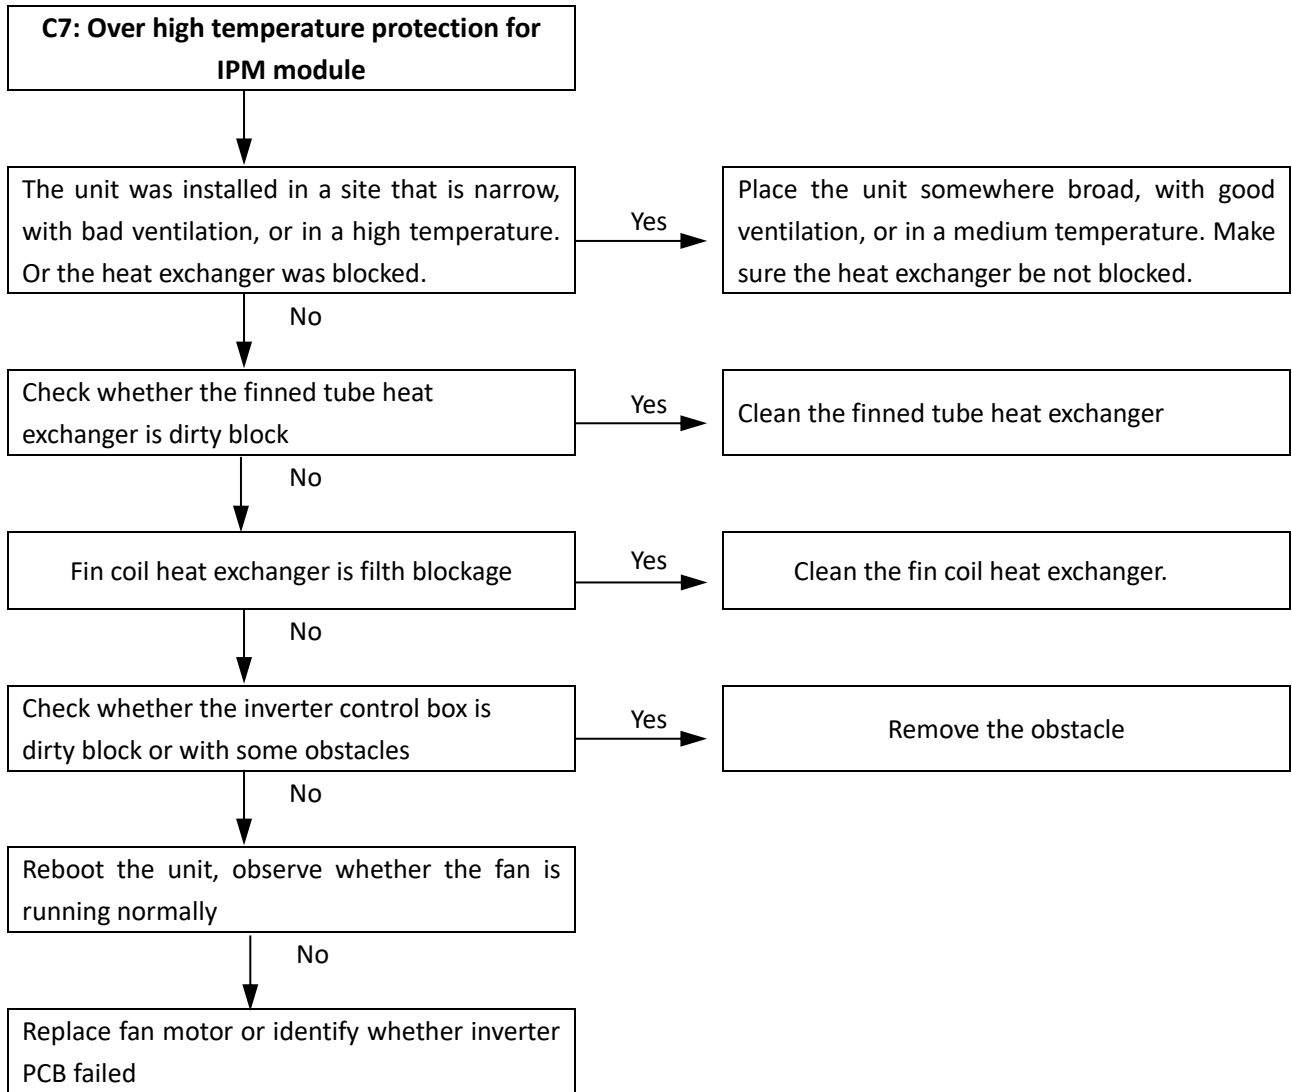 C7: Over high temperature protection for
IPM module
The unit was installed in a site that is narrow,
with bad ventilation, or in a high temperature.
Or the heat exchanger was blocked.
Yes
Place the unit somewhere broad, with good
ventilation, or in a medium temperature. Make
sure the heat exchanger be not blocked.
No
Check whether the finned tube heat
exchanger is dirty block
Yes
Clean the finned tube heat exchanger
No
Fin coil heat exchanger is filth blockage
Yes
Clean the fin coil heat exchanger.
No
Check whether the inverter control box is
dirty block or with some obstacles
Yes
Remove the obstacle
No
Reboot the unit, observe whether the fan is
running normally
No
Replace fan motor or identify whether inverter
PCB failed